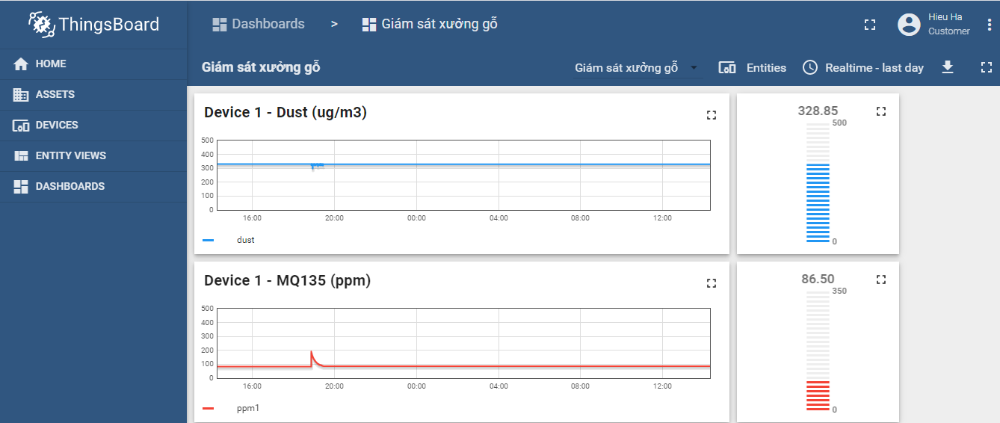 ThingsBoard
Dashboards > Giám sát xưởng gỗ
Hieu Ha
Customer
HOME
ASSETS
DEVICES
ENTITY VIEWS
DASHBOARDS
Giám sát xưởng gỗ
Giám sát xưởng gỗ
Entities
Realtime - last day
Device 1 - Dust (ug/m3)
500
400
300
200
100
0
16:00 20:00 00:00 04:00 08:00 12:00
dust
328.85
500
0
Device 1 - MQ135 (ppm)
500
400
300
200
100
0
16:00 20:00 00:00 04:00 08:00 12:00
ppm1
86.50
350
0